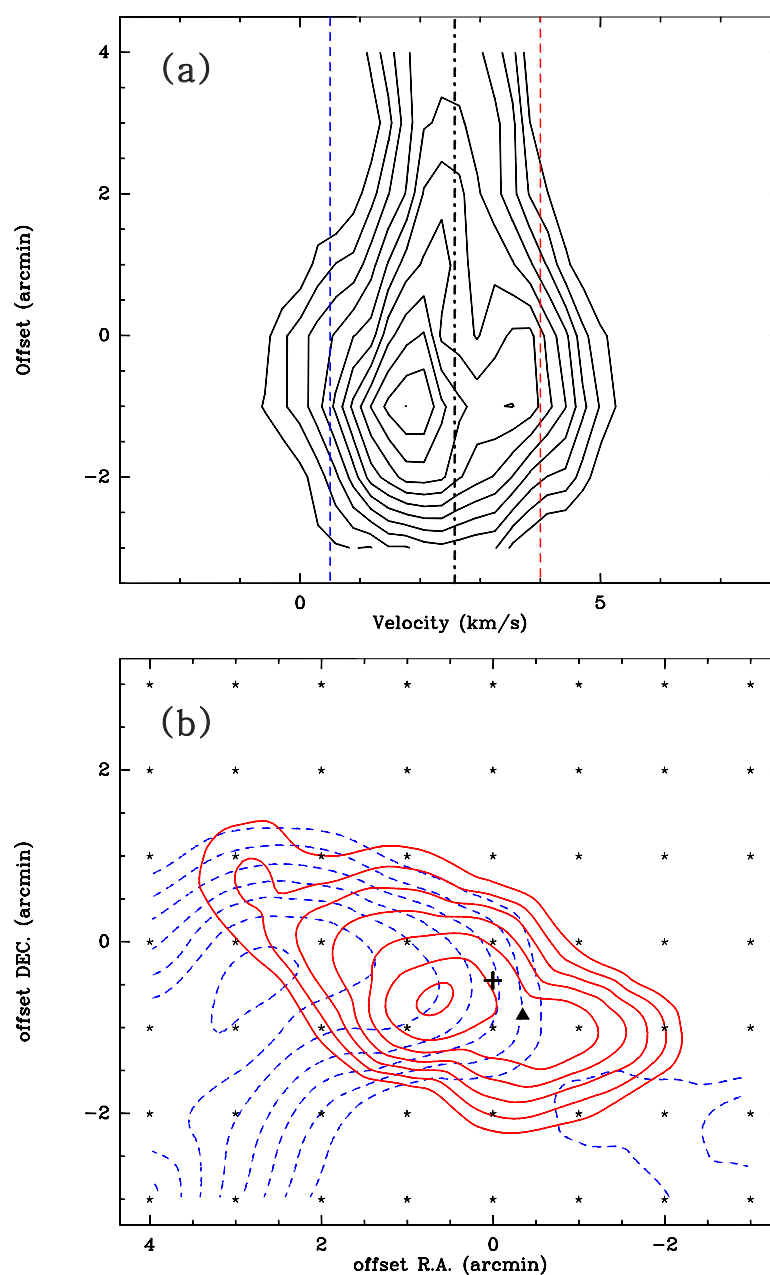 (a)
4
2
0
-2
Offset (arcmin)
0
5
Velocity (km/s)
(b)
2
0
-2
offset DEC. (arcmin)
4
2
0
-2
offset R.A. (arcmin)